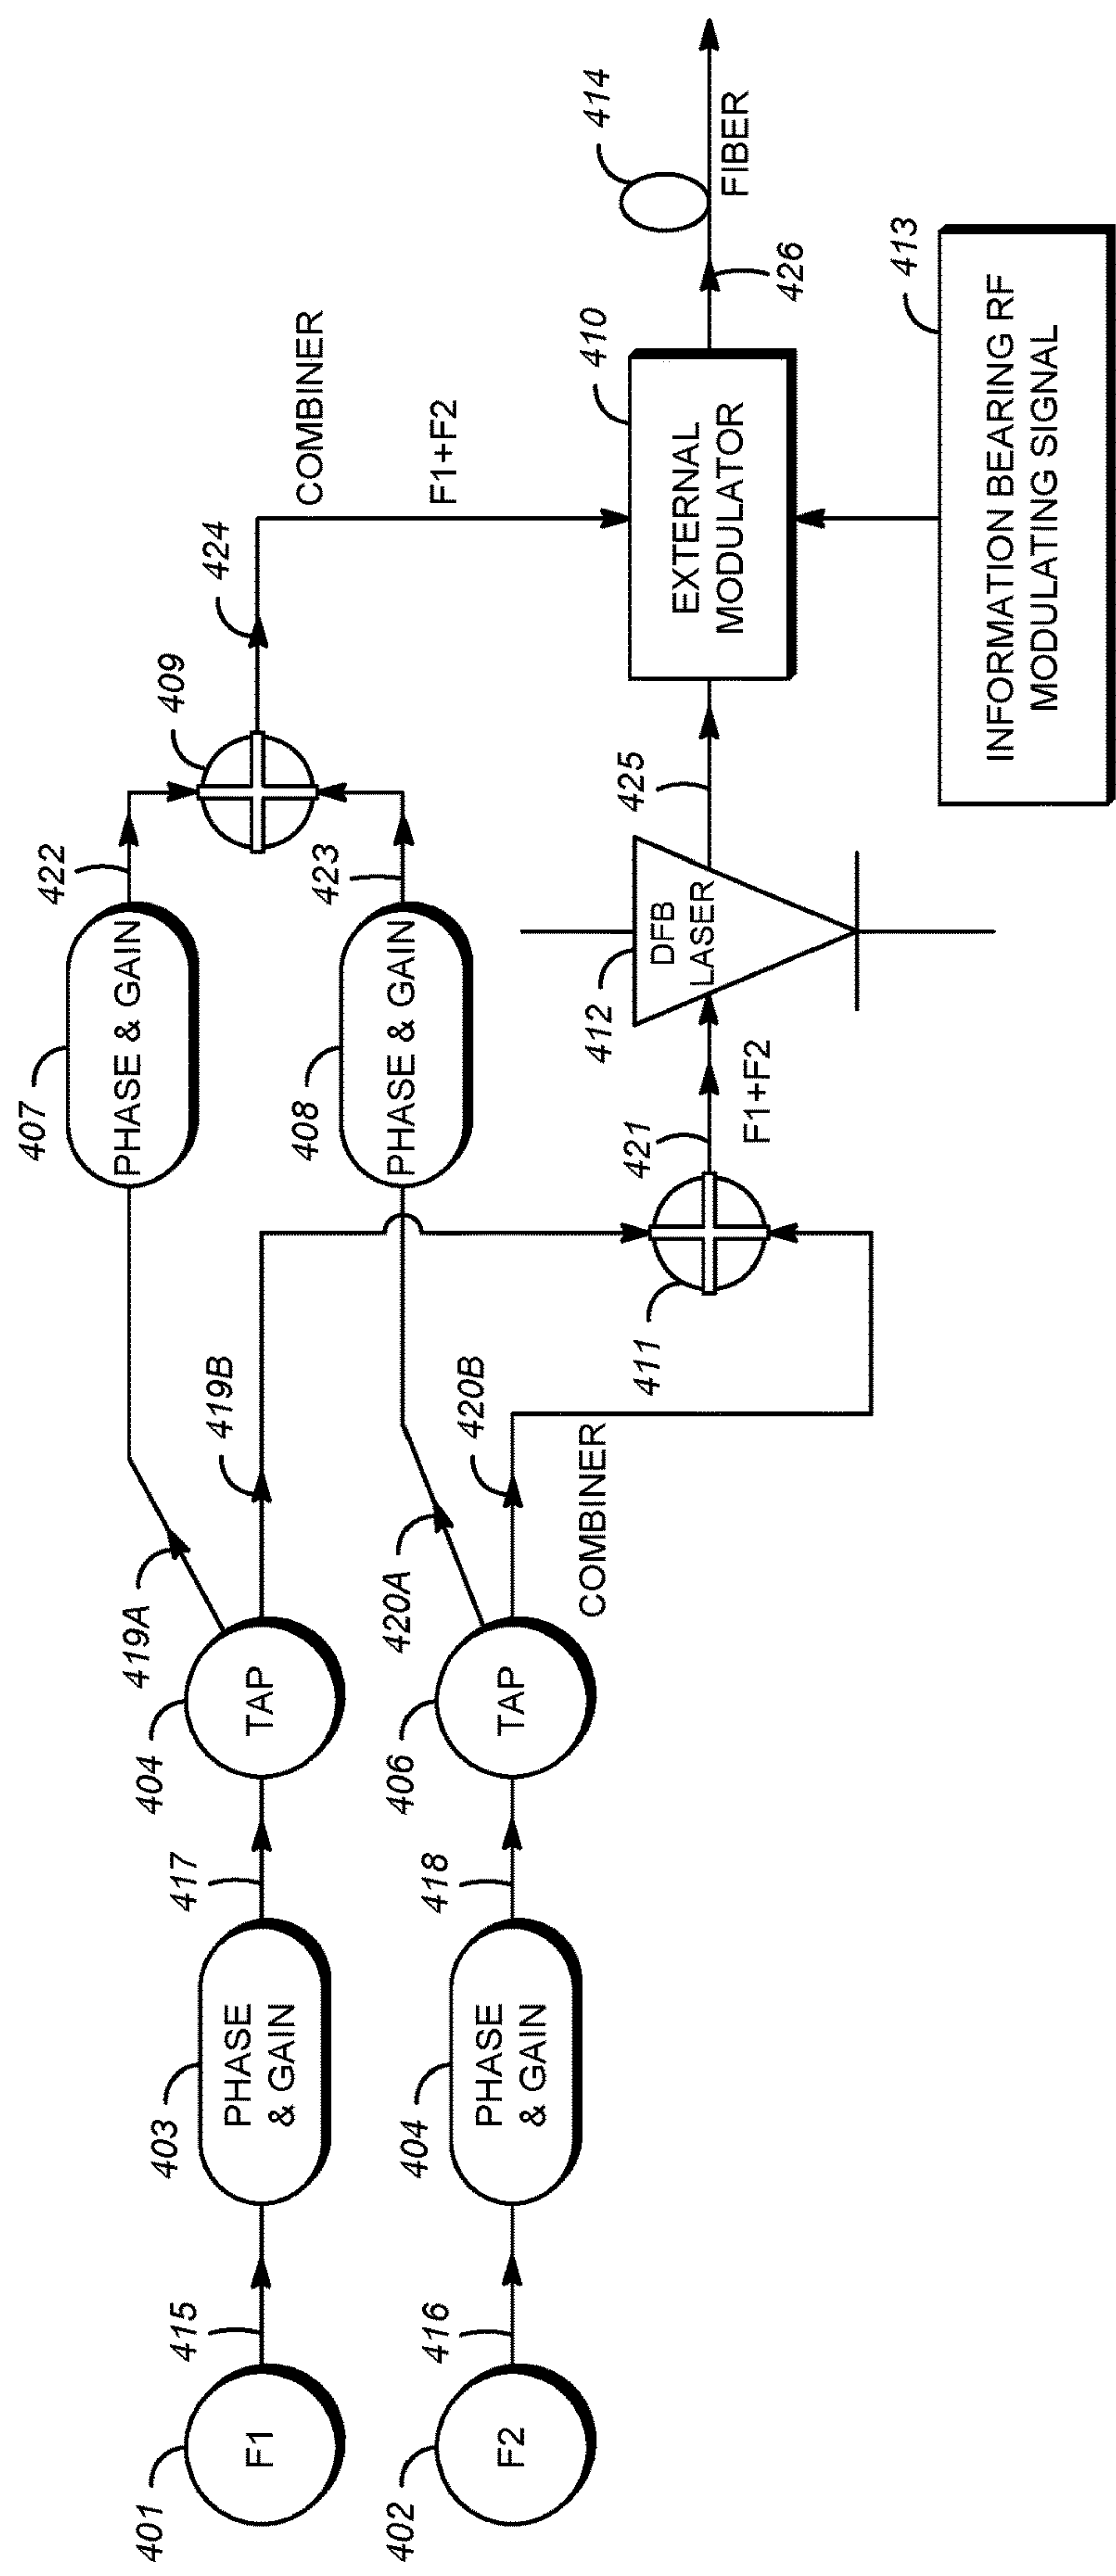 401
F1
415
403
PHASE
& GAIN
417
404
TAP
419A
419B
407
PHASE & GAIN
422
409
424
COMBINER
F1+F2
402
F2
416
404
PHASE
& GAIN
418
406
TAP
420A
420B
COMBINER
408
PHASE & GAIN
423
411
421
F1+F2
412
DFB
LASER
425
410
EXTERNAL
MODULATOR
426
414
FIBER
413
INFORMATION BEARING RF
MODULATING SIGNAL